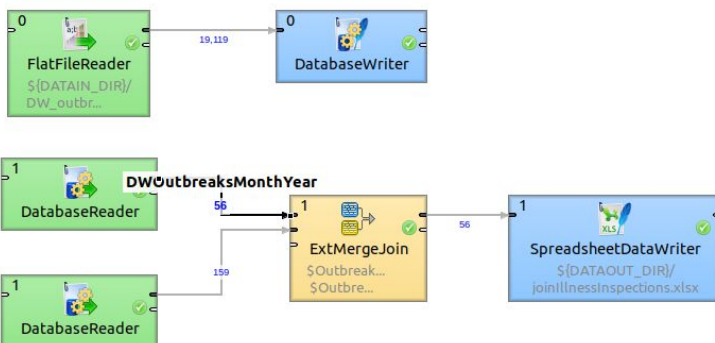 0
a;b
FlatFileReader
${DATAIN_DIR}/
DW_outbr...
19,119
0
DatabaseWriter
1
DatabaseReader
DWOutbreaksMonthYear
56
1
ExtMergeJoin
$Outbreak...
$Outbre...
56
1
XLS
SpreadsheetDataWriter
${DATAOUT_DIR}/
joinIllnessInspections.xlsx
159
1
DatabaseReader